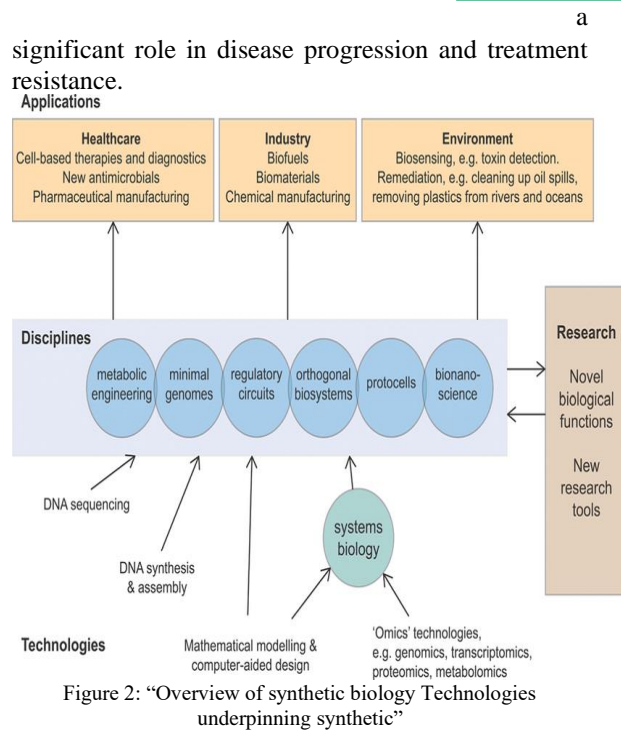 a
significant role in disease progression and treatment
resistance.
Applications
Healthcare
Cell-based therapies and diagnostics
New antimicrobials
Pharmaceutical manufacturing
Industry
Biofuels
Biomaterials
Chemical manufacturing
Environment
Biosensing, e.g. toxin detection.
Remediation, e.g. cleaning up oil spills,
removing plastics from rivers and oceans
Disciplines
metabolic
engineering
minimal
genomes
regulatory
circuits
orthogonal
biosystems
protocells
bionano-
science
Research
Novel
biological
functions
New
research
tools
DNA sequencing
DNA synthesis
& assembly
systems
biology
Technologies
Mathematical modelling &
computer-aided design
'Omics' technologies,
e.g. genomics, transcriptomics,
proteomics, metabolomics
Figure 2: “Overview of synthetic biology Technologies
underpinning synthetic”